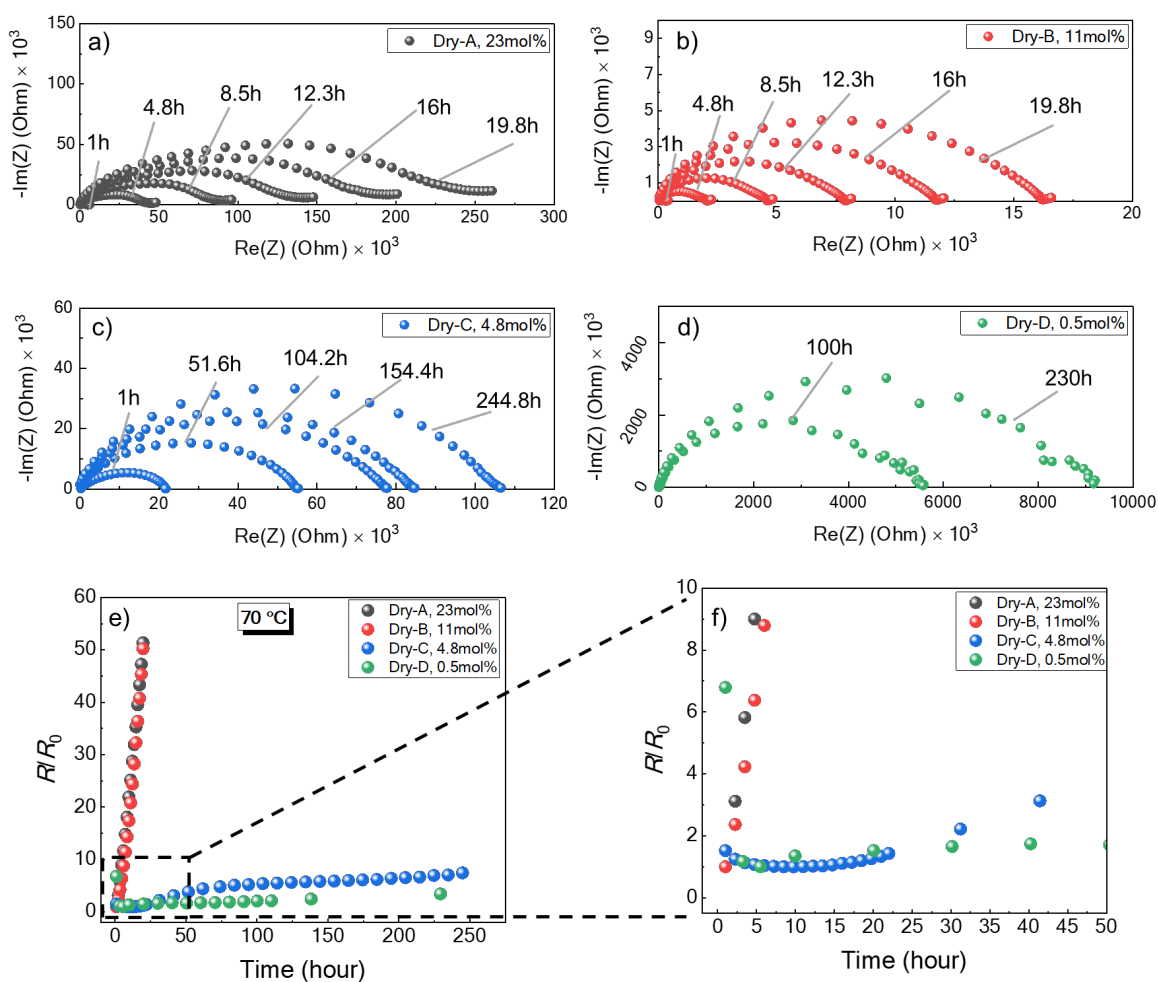 a)
Dry-A, 23mol%
150
100
50
0
-Im(Z) (Ohm) × 10³
1h
4.8h
8.5h
12.3h
16h
19.8h
0 50 100 150 200 250 300
Re(Z) (Ohm) × 10³
b)
Dry-B, 11mol%
9
7
5
4
3
1
-Im(Z) (Ohm) × 10³
1h
4.8h
8.5h
12.3h
16h
19.8h
0 5 10 15 20
Re(Z) (Ohm) × 10³
c)
Dry-C, 4.8mol%
60
40
20
0
-Im(Z) (Ohm) × 10³
1h
51.6h
104.2h
154.4h
244.8h
0 20 40 60 80 100 120
Re(Z) (Ohm) × 10³
d)
Dry-D, 0.5mol%
4000
2000
0
-Im(Z) (Ohm) × 10³
100h
230h
0 2000 4000 6000 8000 10000
Re(Z) (Ohm) × 10³
e)
70 °C
Dry-A, 23mol%
Dry-B, 11mol%
Dry-C, 4.8mol%
Dry-D, 0.5mol%
60
50
40
30
20
10
0
R/R₀
0 50 100 150 200 250
Time (hour)
f)
Dry-A, 23mol%
Dry-B, 11mol%
Dry-C, 4.8mol%
Dry-D, 0.5mol%
10
8
6
4
2
0
R/R₀
0 5 10 15 20 25 30 35 40 45 50
Time (hour)